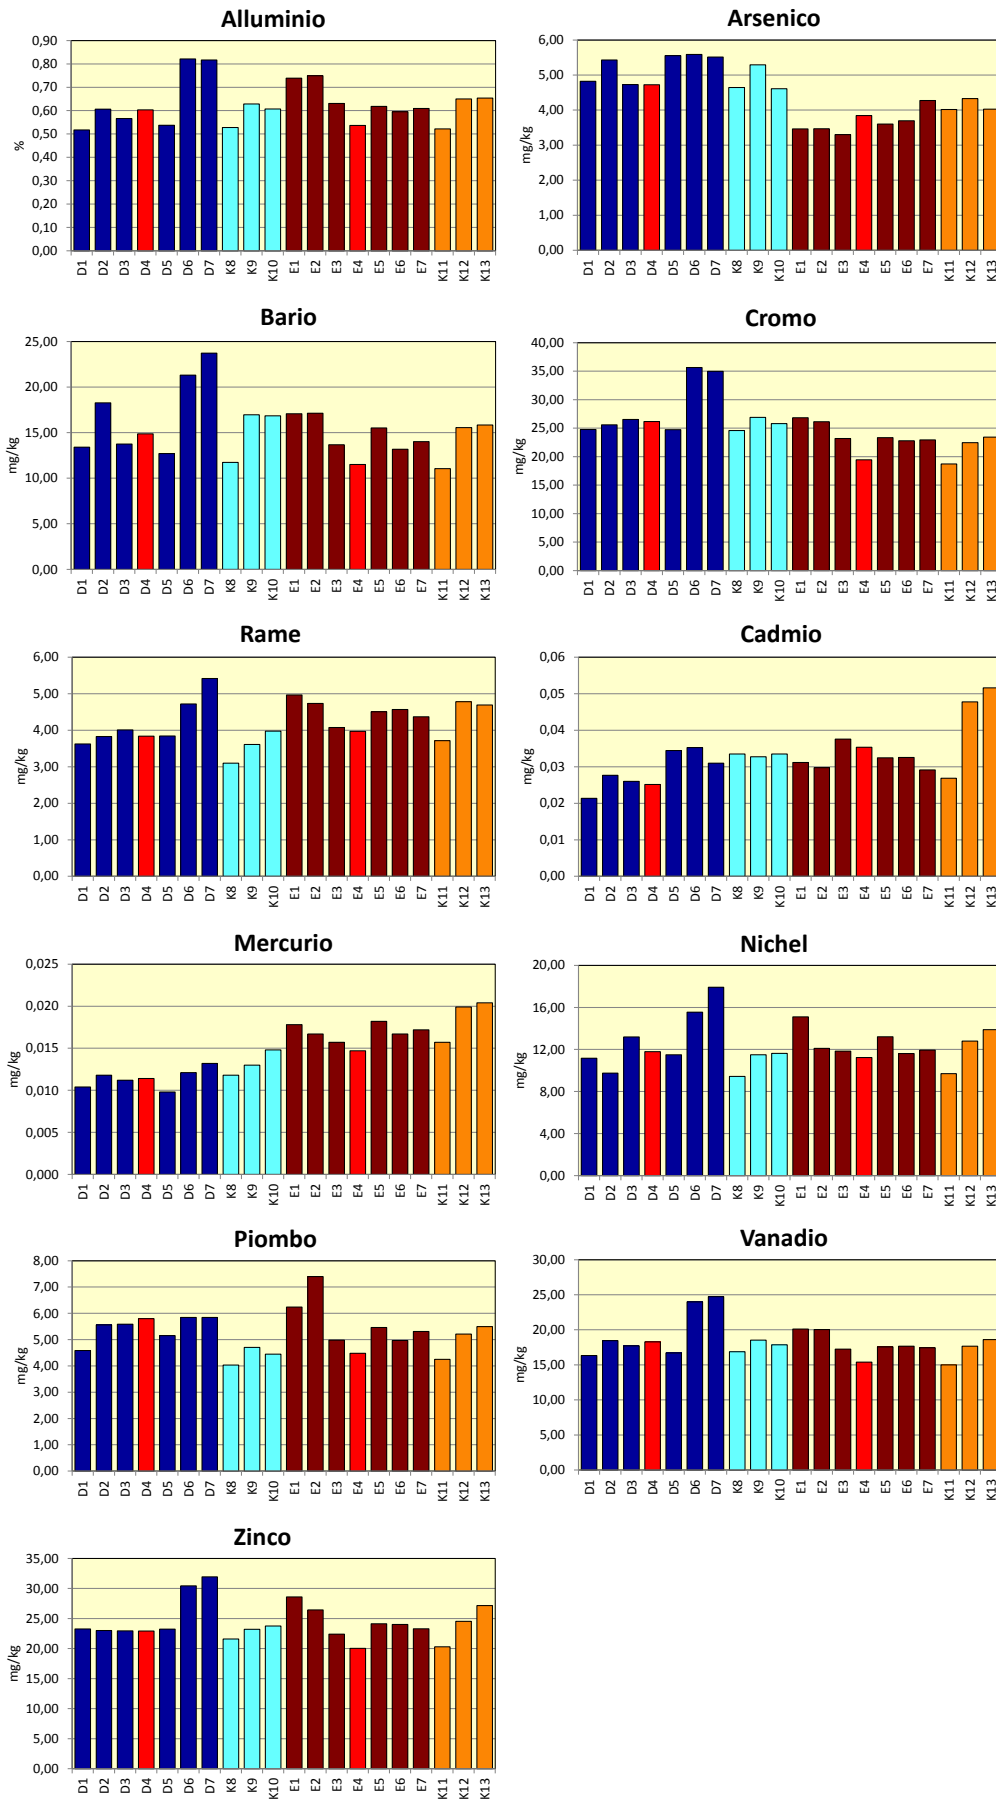 Alluminio
0,90
0,80
0,70
0,60
0,50
0,40
0,30
0,20
0,10
0,00
%
D1 D2 D3 D4 D5 D6 D7 K8 K9 K10 E1 E2 E3 E4 E5 E6 E7 K11 K12 K13
Arsenico
6,00
5,00
4,00
3,00
2,00
1,00
0,00
mg/kg
D1 D2 D3 D4 D5 D6 D7 K8 K9 K10 E1 E2 E3 E4 E5 E6 E7 K11 K12 K13
Bario
25,00
20,00
15,00
10,00
5,00
0,00
mg/kg
D1 D2 D3 D4 D5 D6 D7 K8 K9 K10 E1 E2 E3 E4 E5 E6 E7 K11 K12 K13
Cromo
40,00
35,00
30,00
25,00
20,00
15,00
10,00
5,00
0,00
mg/kg
D1 D2 D3 D4 D5 D6 D7 K8 K9 K10 E1 E2 E3 E4 E5 E6 E7 K11 K12 K13
Rame
6,00
5,00
4,00
3,00
2,00
1,00
0,00
mg/kg
D1 D2 D3 D4 D5 D6 D7 K8 K9 K10 E1 E2 E3 E4 E5 E6 E7 K11 K12 K13
Cadmio
0,06
0,05
0,04
0,03
0,02
0,01
0,00
mg/kg
D1 D2 D3 D4 D5 D6 D7 K8 K9 K10 E1 E2 E3 E4 E5 E6 E7 K11 K12 K13
Mercurio
0,025
0,020
0,015
0,010
0,005
0,000
mg/kg
D1 D2 D3 D4 D5 D6 D7 K8 K9 K10 E1 E2 E3 E4 E5 E6 E7 K11 K12 K13
Nichel
20,00
16,00
12,00
8,00
4,00
0,00
mg/kg
D1 D2 D3 D4 D5 D6 D7 K8 K9 K10 E1 E2 E3 E4 E5 E6 E7 K11 K12 K13
Piombo
8,00
7,00
6,00
5,00
4,00
3,00
2,00
1,00
0,00
mg/kg
D1 D2 D3 D4 D5 D6 D7 K8 K9 K10 E1 E2 E3 E4 E5 E6 E7 K11 K12 K13
Vanadio
30,00
25,00
20,00
15,00
10,00
5,00
0,00
mg/kg
D1 D2 D3 D4 D5 D6 D7 K8 K9 K10 E1 E2 E3 E4 E5 E6 E7 K11 K12 K13
Zinco
35,00
30,00
25,00
20,00
15,00
10,00
5,00
0,00
mg/kg
D1 D2 D3 D4 D5 D6 D7 K8 K9 K10 E1 E2 E3 E4 E5 E6 E7 K11 K12 K13